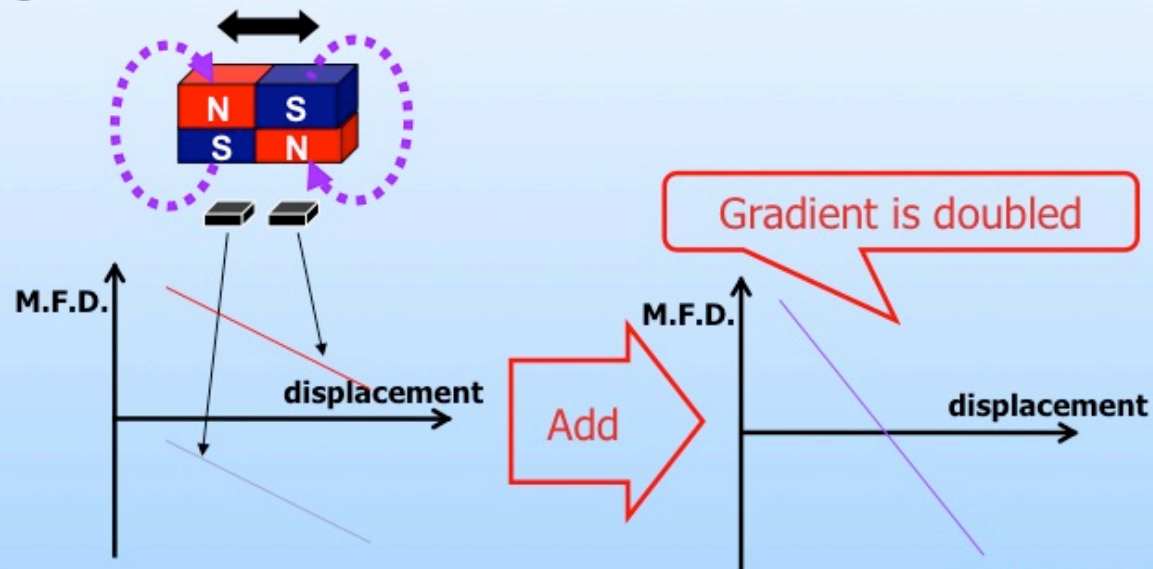 N S
S N
Gradient is doubled
M.F.D.
displacement
Add
M.F.D.
displacement